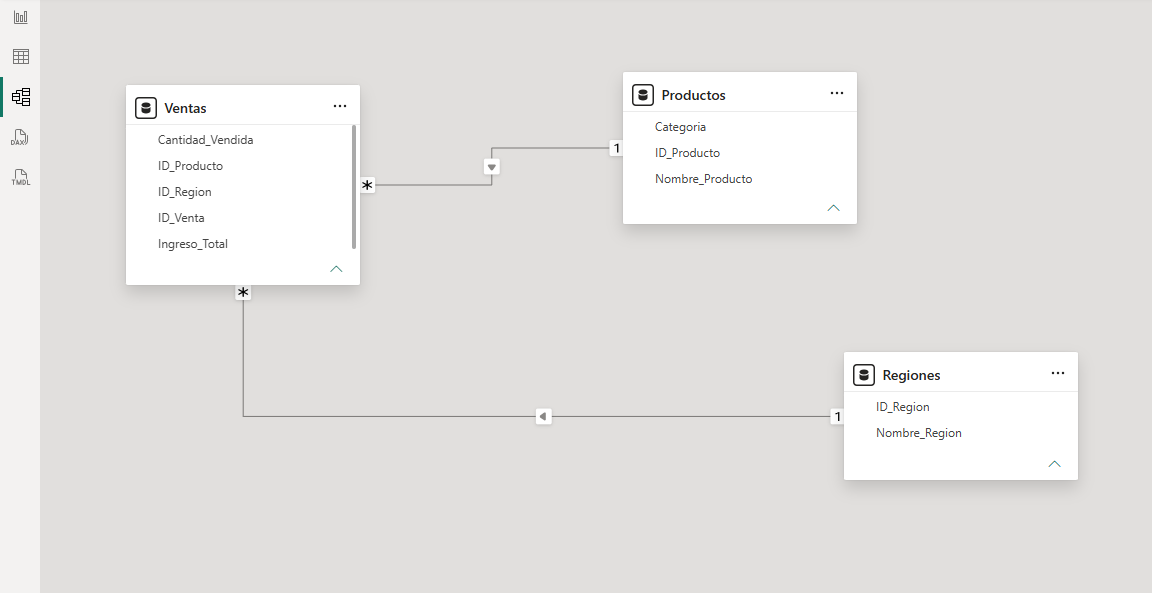 DAX
TMDL
Ventas
Cantidad_Vendida
ID_Producto
ID_Region
ID_Venta
Ingreso_Total
*
*
1
Productos
Categoria
ID_Producto
Nombre_Producto
1
Regiones
ID_Region
Nombre_Region